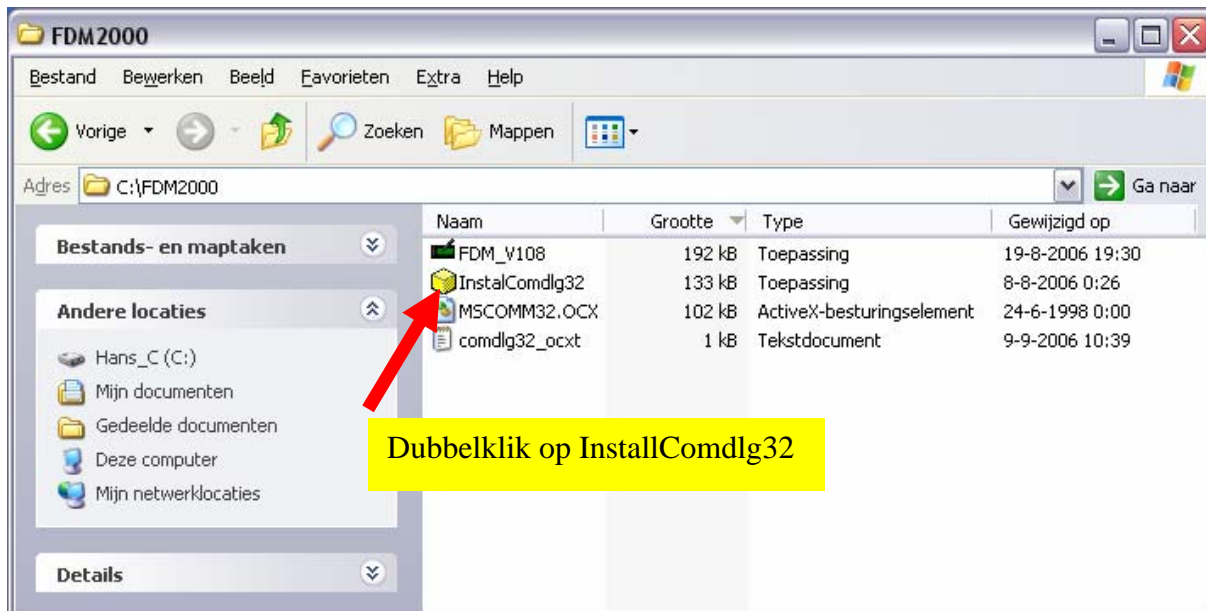 FDM2000
Bestand Bewerken Beeld Favorieten Extra Help
Vorige Zoeken Mappen
Adres C:\FDM2000 Ga naar
Bestands- en maptaken
Andere locaties
Hans_C (C:)
Mijn documenten
Gedeelde documenten
Deze computer
Mijn netwerklocaties
Details
Naam Grootte Type Gewijzigd op
FDM_V108 192 kB Toepassing 19-8-2006 19:30
InstalComdlg32 133 kB Toepassing 8-8-2006 0:26
MSCOMM32.OCX 102 kB ActiveX-besturingselement 24-6-1998 0:00
comdlg32_ocxt 1 kB Tekstdocument 9-9-2006 10:39
Dubbelklik op InstallComdlg32